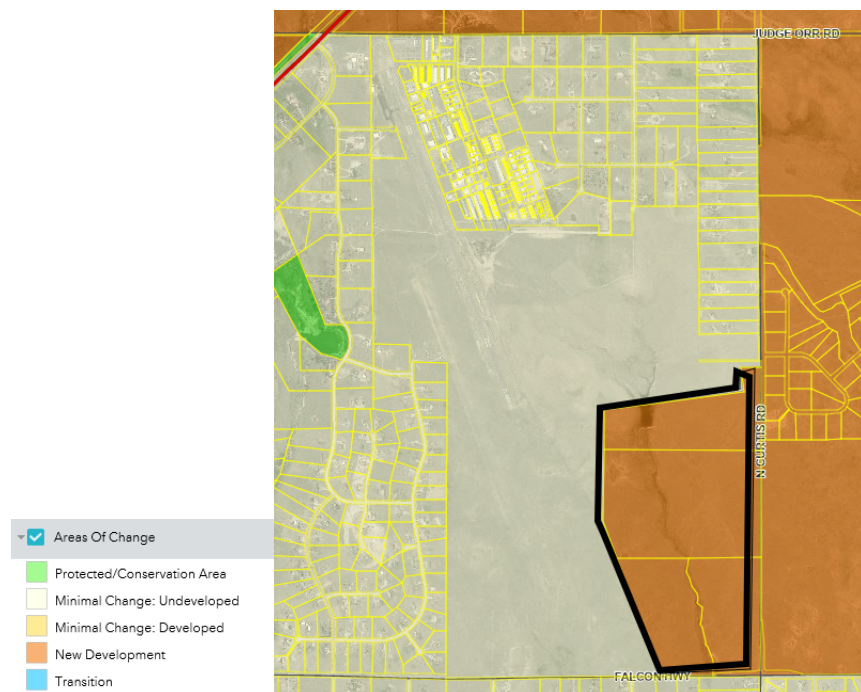 JUDGE ORR RD
N CURTIS RD
FALCON HWY
Areas Of Change
Protected/Conservation Area
Minimal Change: Undeveloped
Minimal Change: Developed
New Development
Transition